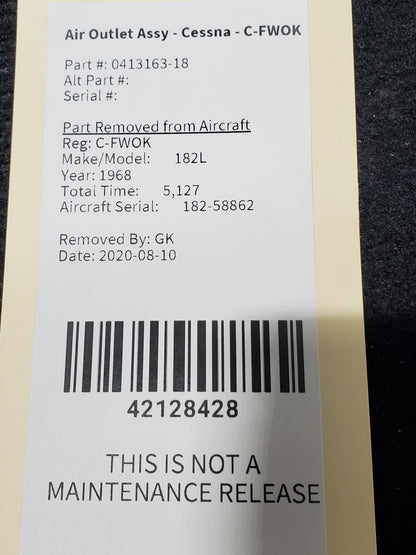 Air Outlet Assy - Cessna - C-FWOK
Part #: 0413163-18
Alt Part #:
Serial #:
Part Removed from Aircraft
Reg: C-FWOK
Make/Model: 182L
Year: 1968
Total Time: 5,127
Aircraft Serial: 182-58862
Removed By: GK
Date: 2020-08-10
42128428
THIS IS NOT A
MAINTENANCE RELEASE